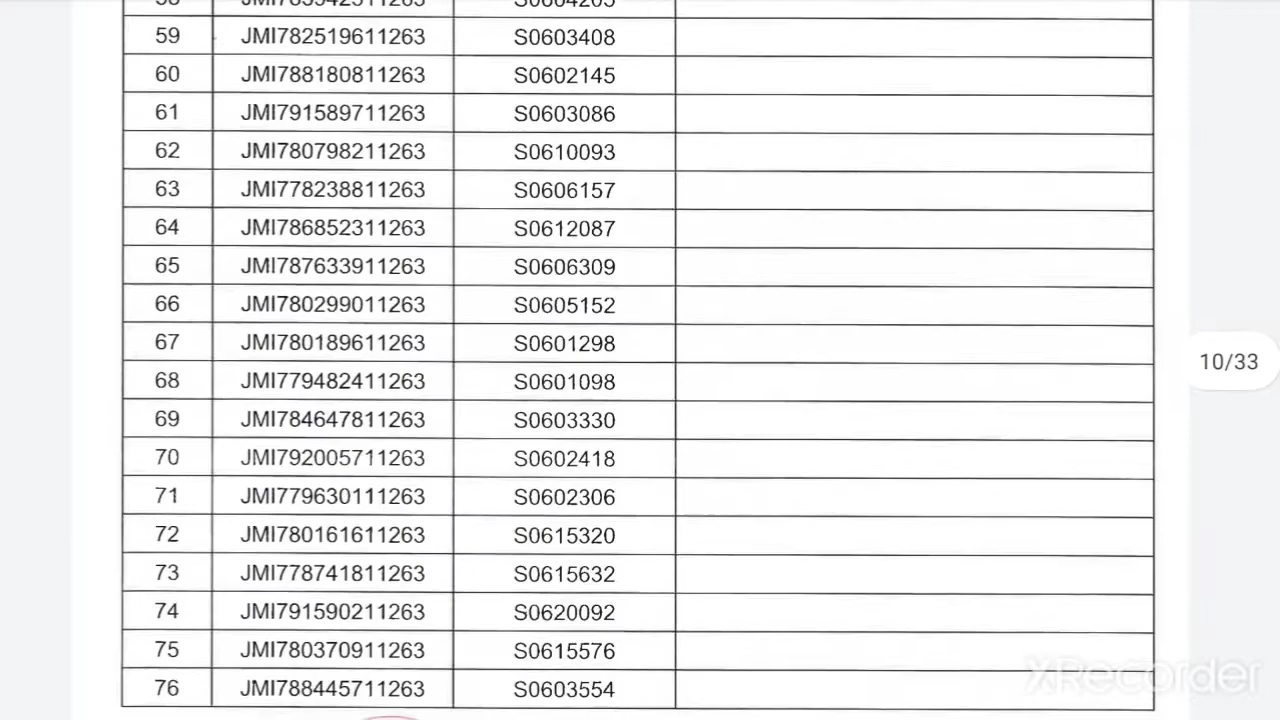 59 JMI782519611263 S0603408
60 JMI788180811263 S0602145
61 JMI791589711263 S0603086
62 JMI780798211263 S0610093
63 JMI778238811263 S0606157
64 JMI786852311263 S0612087
65 JMI787633911263 S0606309
66 JMI780299011263 S0605152
67 JMI780189611263 S0601298
10/33
68 JMI779482411263 S0601098
69 JMI784647811263 S0603330
70 JMI792005711263 S0602418
71 JMI779630111263 S0602306
72 JMI780161611263 S0615320
73 JMI778741811263 S0615632
74 JMI791590211263 S0620092
75 JMI780370911263 S0615576
76 JMI788445711263 S0603554
XRecorder